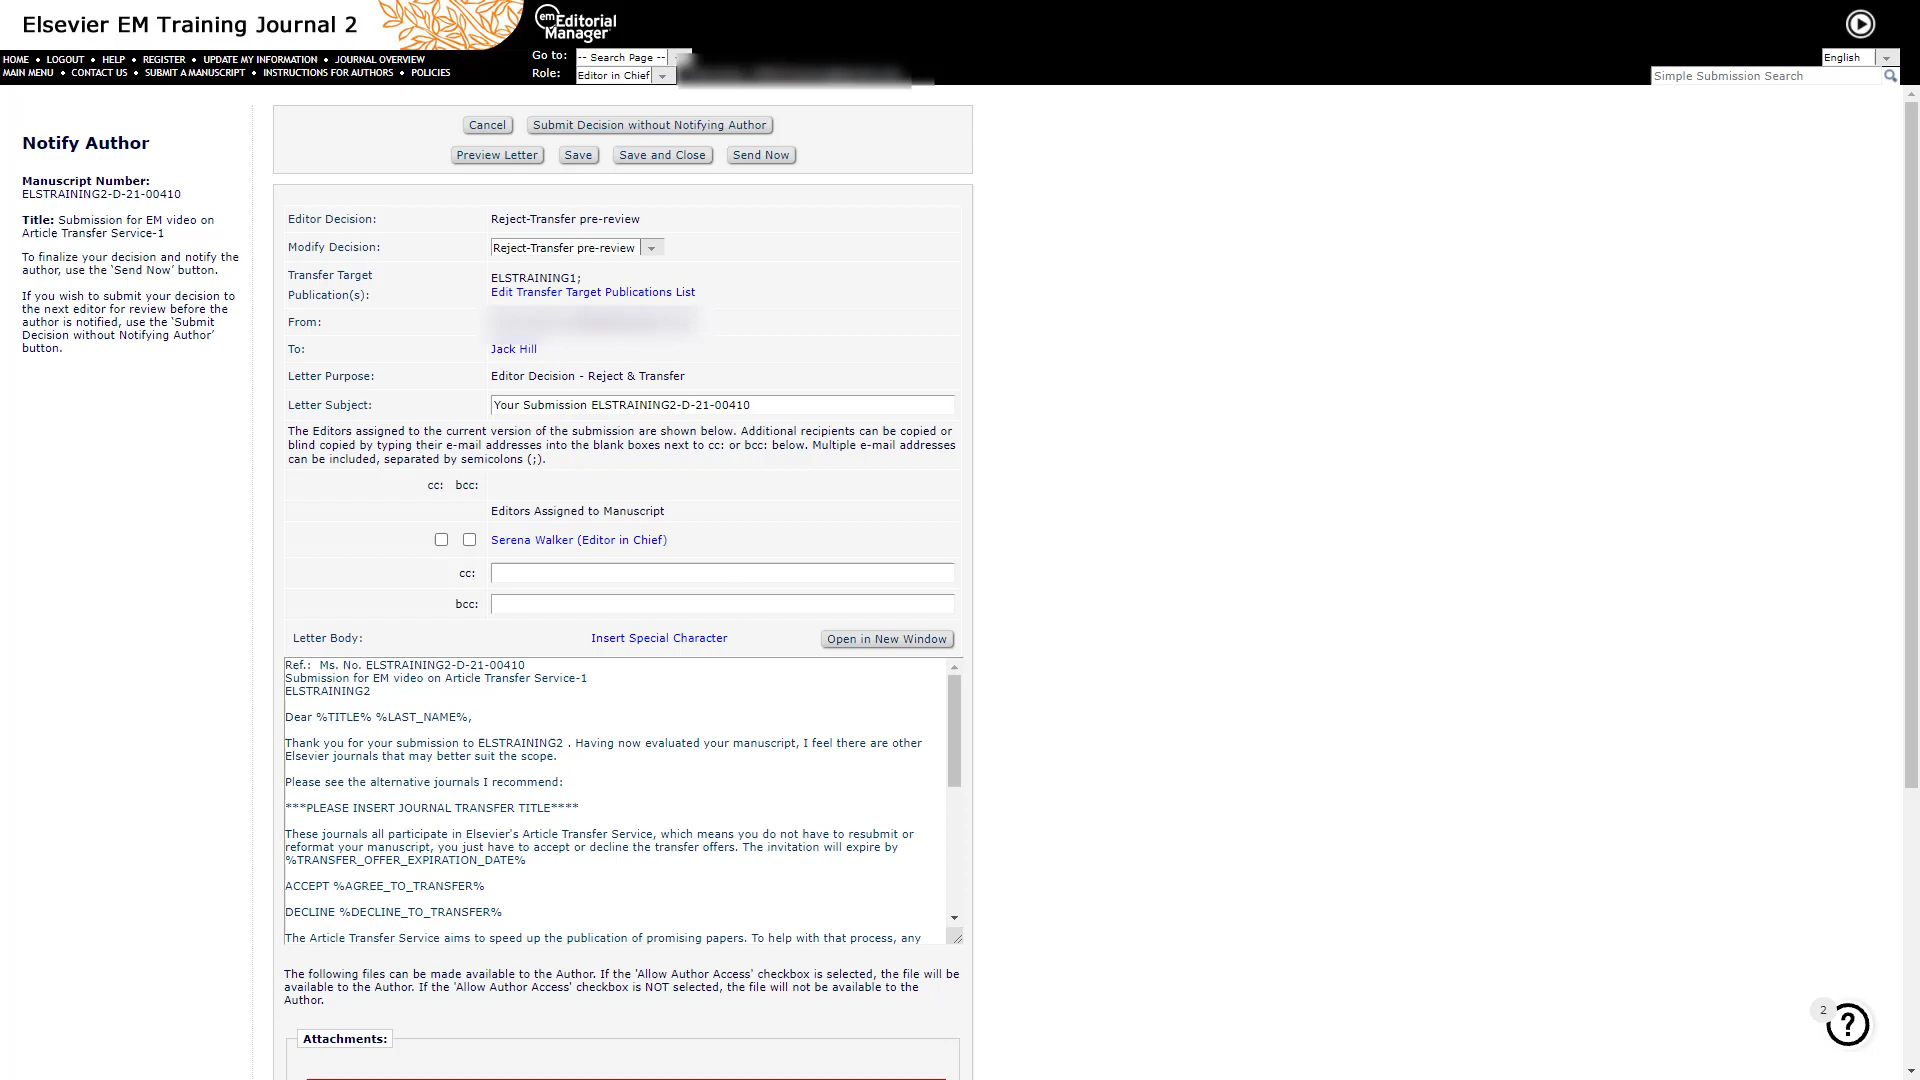 Elsevier EM Training Journal 2
em Editorial Manager®
HOME • LOGOUT • HELP • REGISTER • UPDATE MY INFORMATION • JOURNAL OVERVIEW
MAIN MENU • CONTACT US • SUBMIT A MANUSCRIPT • INSTRUCTIONS FOR AUTHORS • POLICIES
Go to: -- Search Page --
Role: Editor in Chief
English
Simple Submission Search
Notify Author
Manuscript Number:
ELSTRAINING2-D-21-00410
Title: Submission for EM video on
Article Transfer Service-1
To finalize your decision and notify the
author, use the ‘Send Now’ button.
If you wish to submit your decision to
the next editor for review before the
author is notified, use the ‘Submit
Decision without Notifying Author’
button.
Cancel Submit Decision without Notifying Author
Preview Letter Save Save and Close Send Now
Editor Decision: Reject-Transfer pre-review
Modify Decision: Reject-Transfer pre-review
Transfer Target
Publication(s):
ELSTRAINING1;
Edit Transfer Target Publications List
From:
To: Jack Hill
Letter Purpose: Editor Decision - Reject & Transfer
Letter Subject: Your Submission ELSTRAINING2-D-21-00410
The Editors assigned to the current version of the submission are shown below. Additional recipients can be copied or
blind copied by typing their e-mail addresses into the blank boxes next to cc: or bcc: below. Multiple e-mail addresses
can be included, separated by semicolons (;).
cc: bcc:
Editors Assigned to Manuscript
Serena Walker (Editor in Chief)
cc:
bcc:
Letter Body: Insert Special Character Open in New Window
Ref.: Ms. No. ELSTRAINING2-D-21-00410
Submission for EM video on Article Transfer Service-1
ELSTRAINING2
Dear %TITLE% %LAST_NAME%,
Thank you for your submission to ELSTRAINING2 . Having now evaluated your manuscript, I feel there are other
Elsevier journals that may better suit the scope.
Please see the alternative journals I recommend:
***PLEASE INSERT JOURNAL TRANSFER TITLE****
These journals all participate in Elsevier's Article Transfer Service, which means you do not have to resubmit or
reformat your manuscript, you just have to accept or decline the transfer offers. The invitation will expire by
%TRANSFER_OFFER_EXPIRATION_DATE%
ACCEPT %AGREE_TO_TRANSFER%
DECLINE %DECLINE_TO_TRANSFER%
The Article Transfer Service aims to speed up the publication of promising papers. To help with that process, any
The following files can be made available to the Author. If the 'Allow Author Access' checkbox is selected, the file will be
available to the Author. If the 'Allow Author Access' checkbox is NOT selected, the file will not be available to the
Author.
Attachments:
2
?